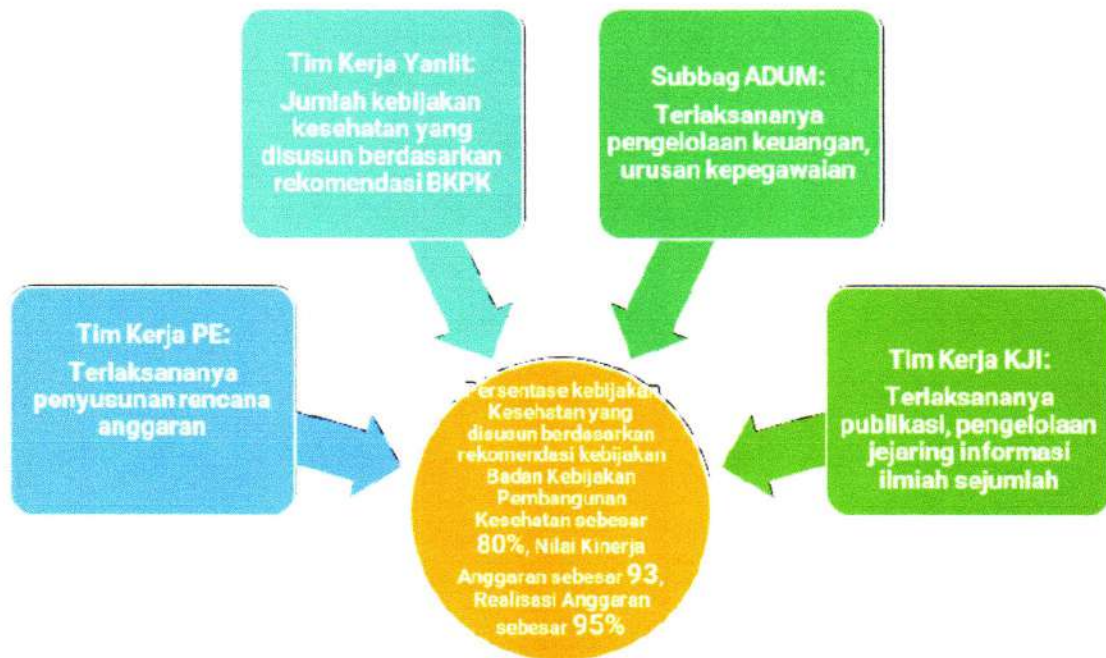 Tim Kerja Yanlit:
Jumlah kebijakan
kesehatan yang
disusun berdasarkan
rekomendasi BKPK
Subbag ADUM:
Terlaksananya
pengelolaan keuangan,
urusan kepegawaian
Tim Kerja PE:
Terlaksananya
penyusunan rencana
anggaran
Tim Kerja KJI:
Terlaksananya
publikasi, pengelolaan
jejaring informasi
ilmiah sejumlah
Persentase kebijakan
Kesehatan yang
disusun berdasarkan
rekomendasi kebijakan
Badan Kebijakan
Pembangunan
Kesehatan sebesar
80%, Nilai Kinerja
Anggaran sebesar 93,
Realisasi Anggaran
sebesar 95%